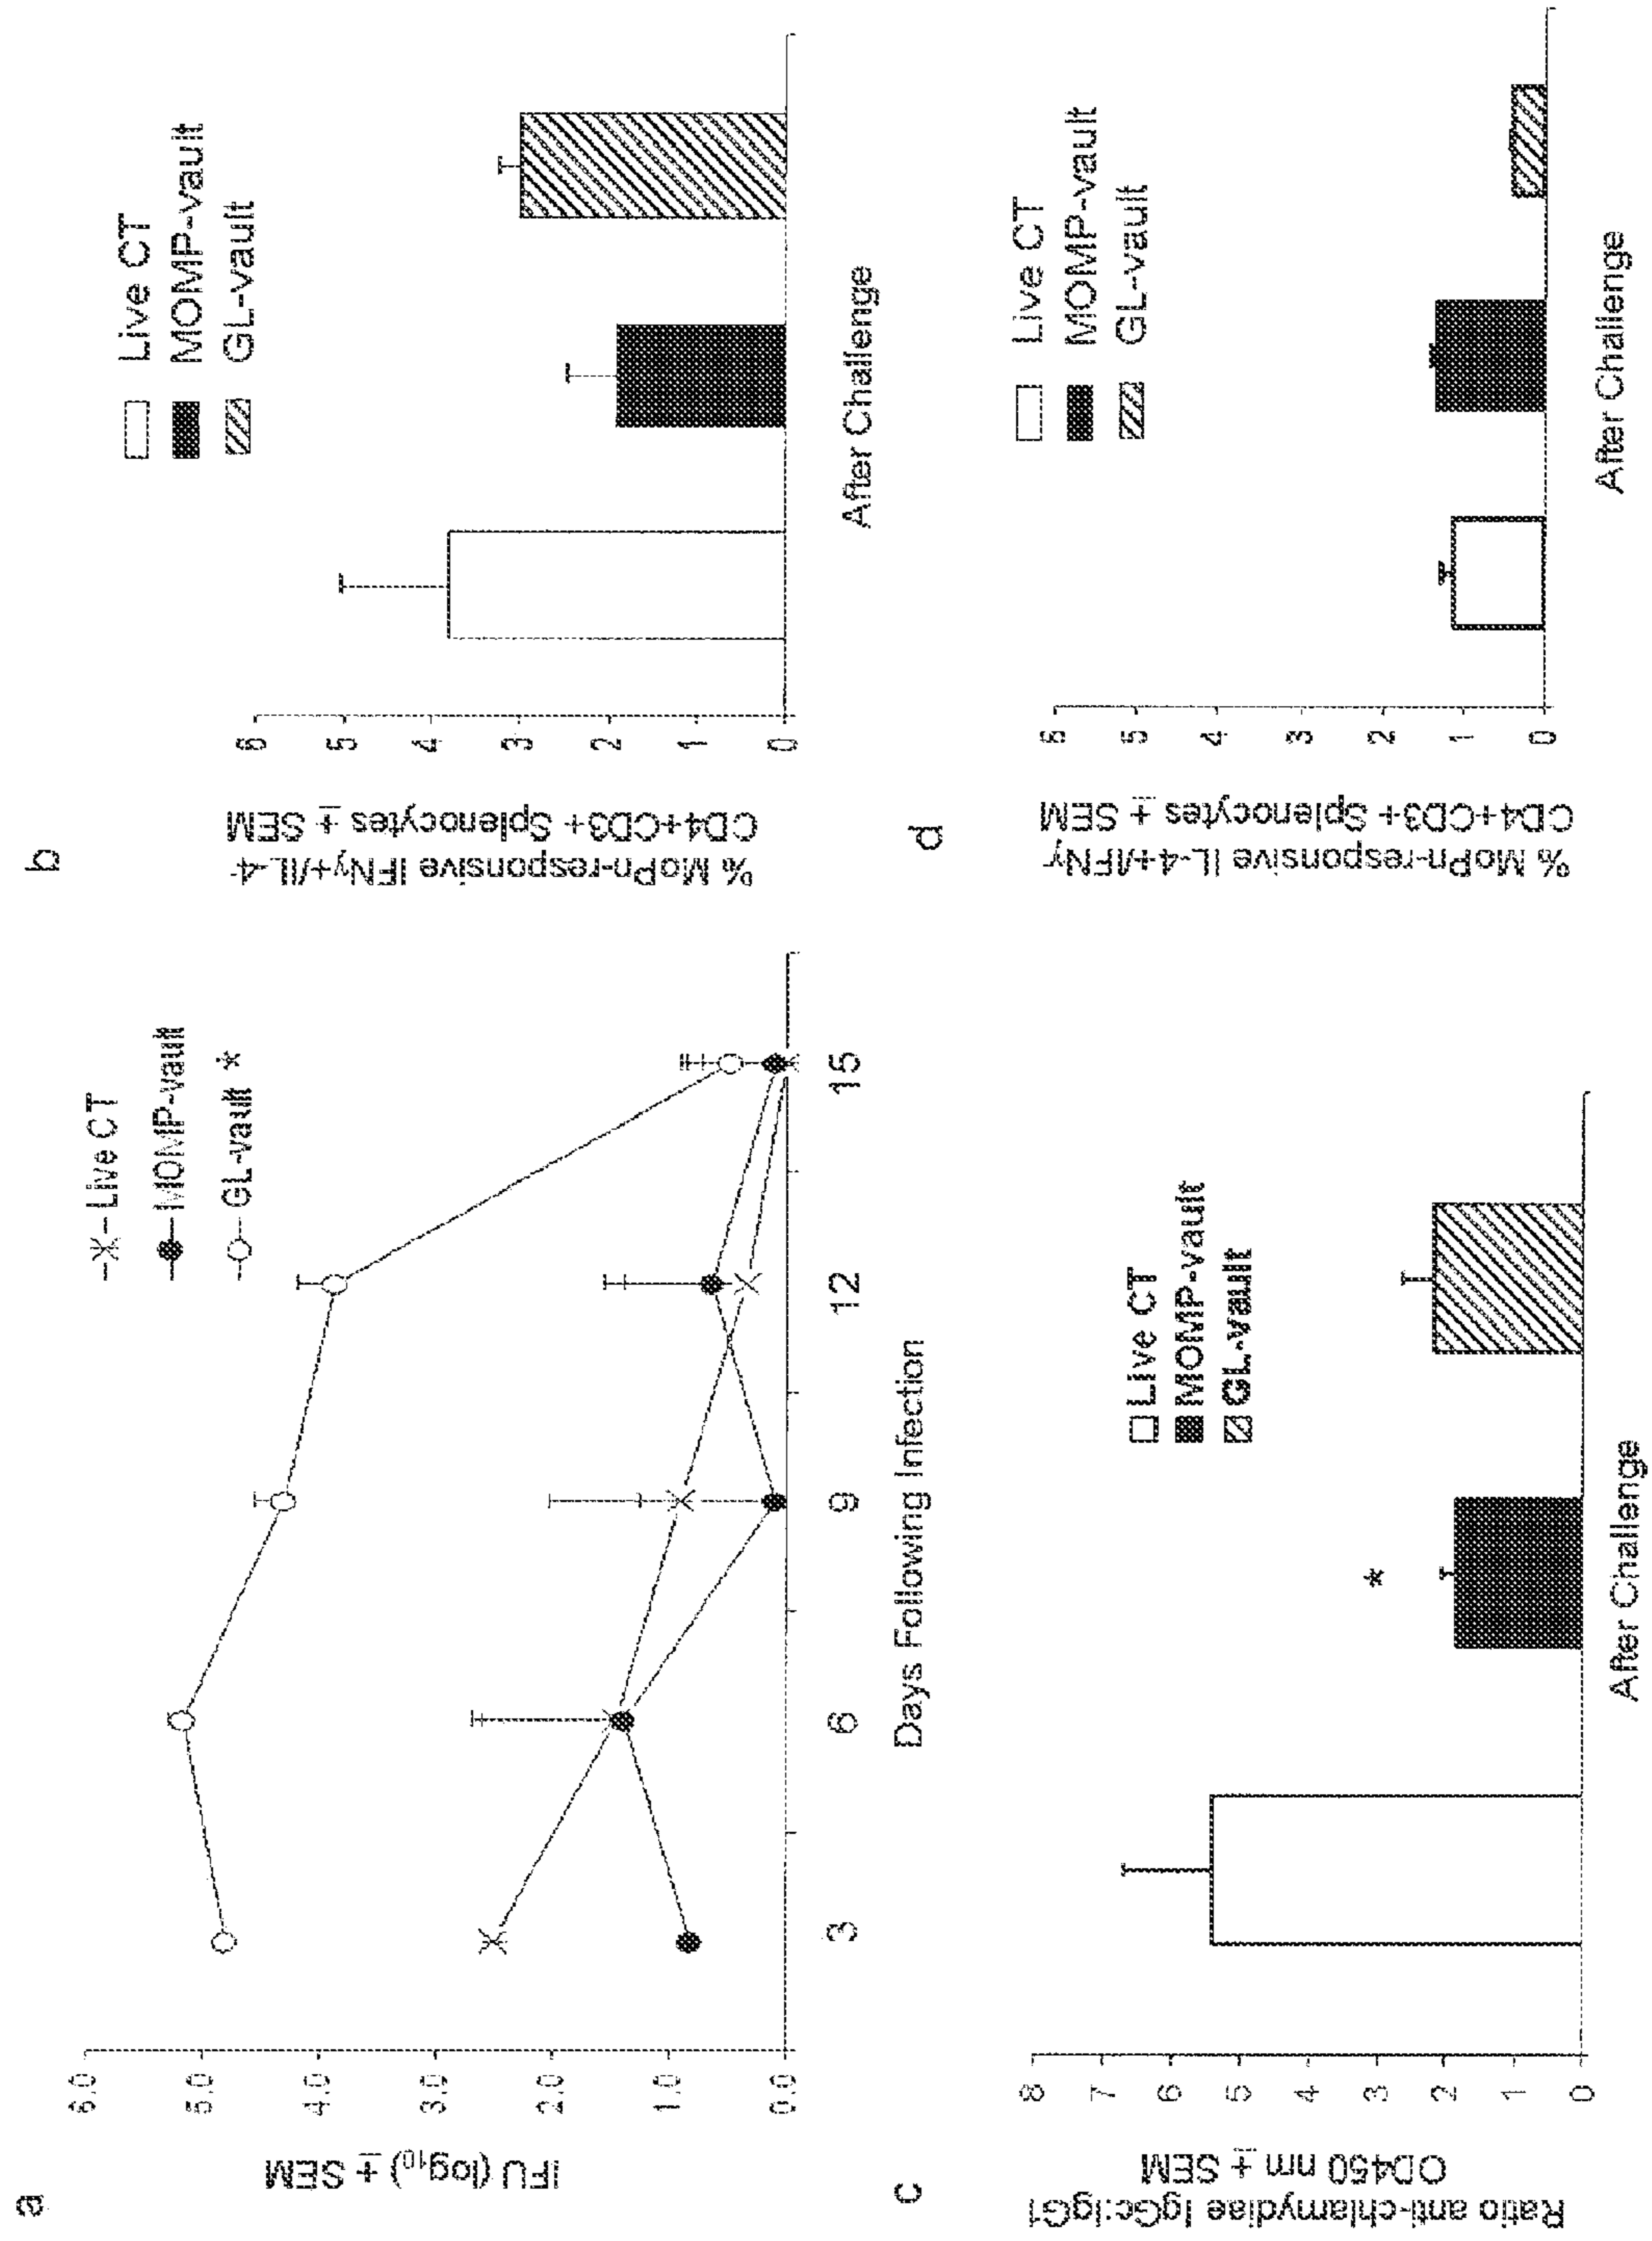 a
IFU (log10) ± SEM
6.0
5.0
4.0
3.0
2.0
1.0
0.0
3
6
9
12
15
Days Following Infection
Live CT
MOMP-vault
GL-vault *
b
% MoPn-responsive IFNγ+/IL-4-
CD4+CD3+ Splenocytes ± SEM
6
5
4
3
2
1
0
Live CT
MOMP-vault
GL-vault
After Challenge
c
Ratio anti-chlamydiae IgGc:IgG1
OD450 nm ± SEM
8
7
6
5
4
3
2
1
0
Live CT
MOMP-vault
GL-vault
*
After Challenge
d
% MoPn-responsive IL-4+/IFNγ-
CD4+CD3+ Splenocytes ± SEM
6
5
4
3
2
1
0
Live CT
MOMP-vault
GL-vault
After Challenge